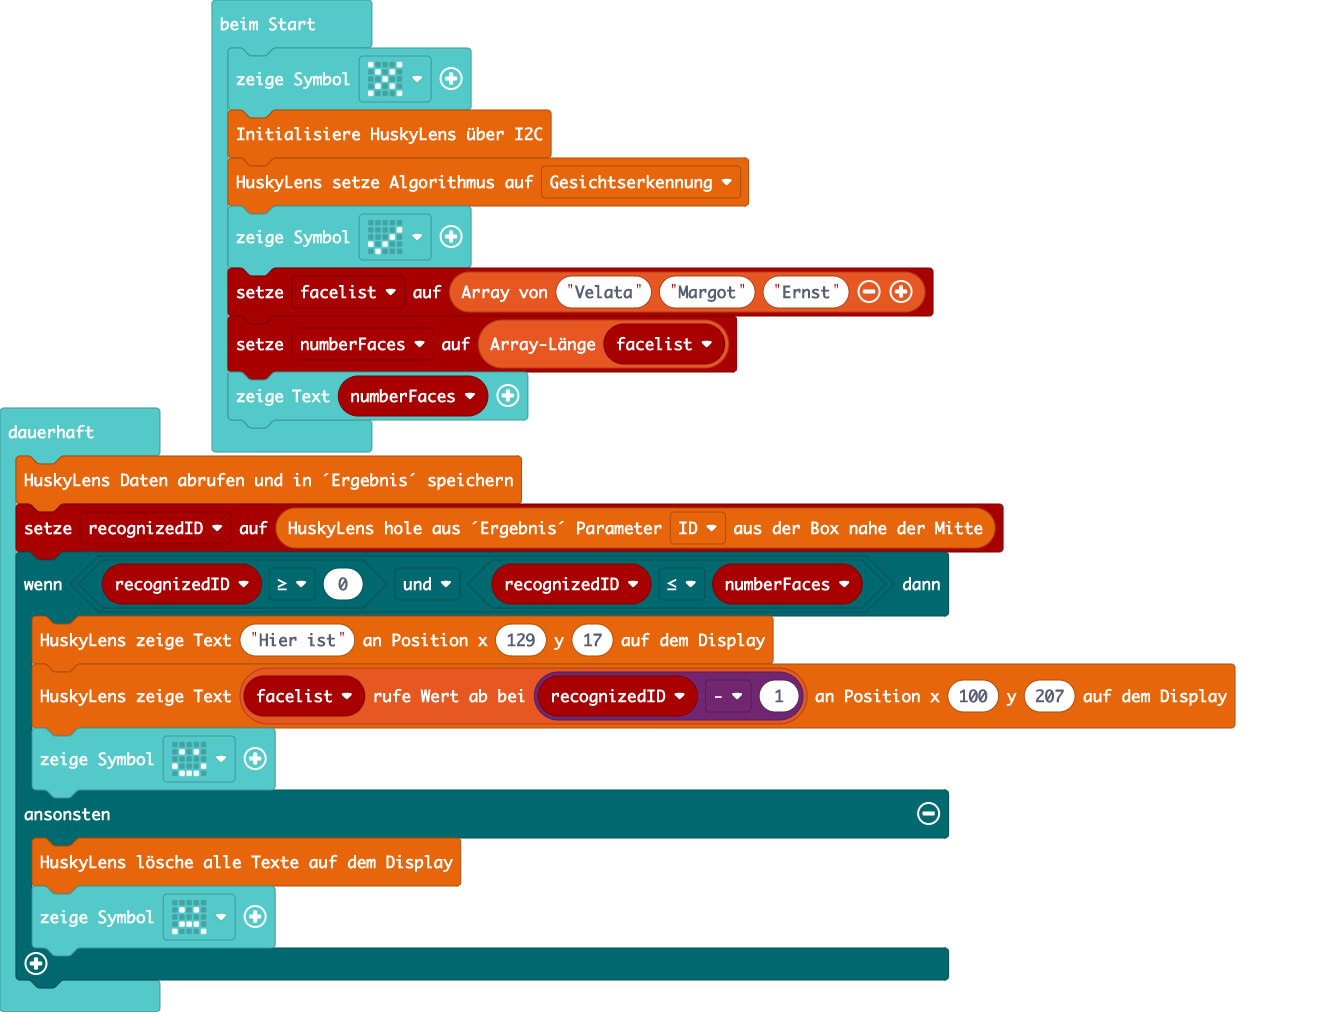 beim Start
zeige Symbol
Initialisiere HuskyLens über I2C
HuskyLens setze Algorithmus auf Gesichtserkennung
zeige Symbol
setze facelist auf Array von "Velata" "Margot" "Ernst"
setze numberFaces auf Array-Länge facelist
zeige Text numberFaces
dauerhaft
HuskyLens Daten abrufen und in ´Ergebnis´ speichern
setze recognizedID auf HuskyLens hole aus ´Ergebnis´ Parameter ID aus der Box nahe der Mitte
wenn recognizedID ≥ 0 und recognizedID ≤ numberFaces dann
HuskyLens zeige Text "Hier ist" an Position x 129 y 17 auf dem Display
HuskyLens zeige Text facelist rufe Wert ab bei recognizedID - 1 an Position x 100 y 207 auf dem Display
zeige Symbol
ansonsten
HuskyLens lösche alle Texte auf dem Display
zeige Symbol